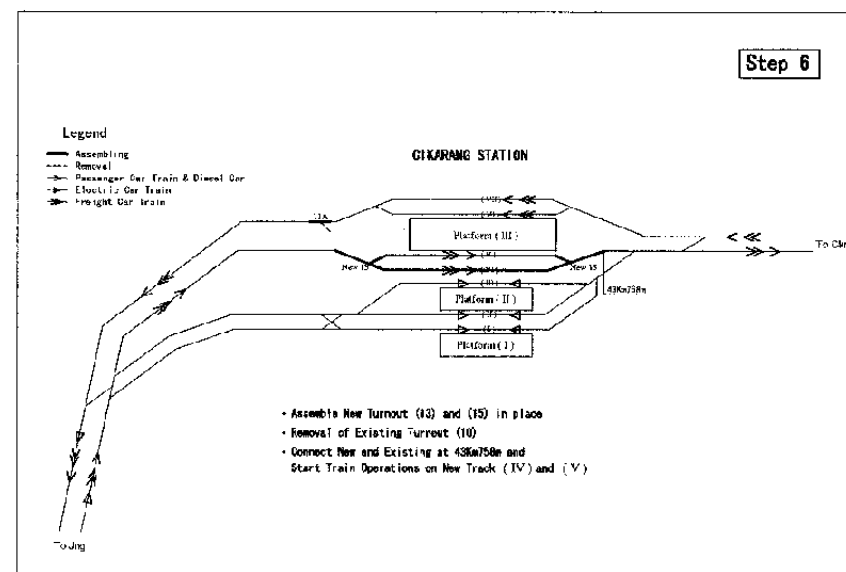 Step 6
Legend
Assembling
Removal
Passenger Car Train & Diesel Car
Electric Car Train
Freight Car Train
CIKARANG STATION
Platform (III)
To Ckr
New 15
New 15
43Km758m
Platform (II)
Platform (I)
• Assemble New Turnout (13) and (15) in place
• Removal of Existing Turrout (10)
• Connect New and Existing at 43Km758m and
Start Train Operations on New Track (IV) and (V)
To Jng